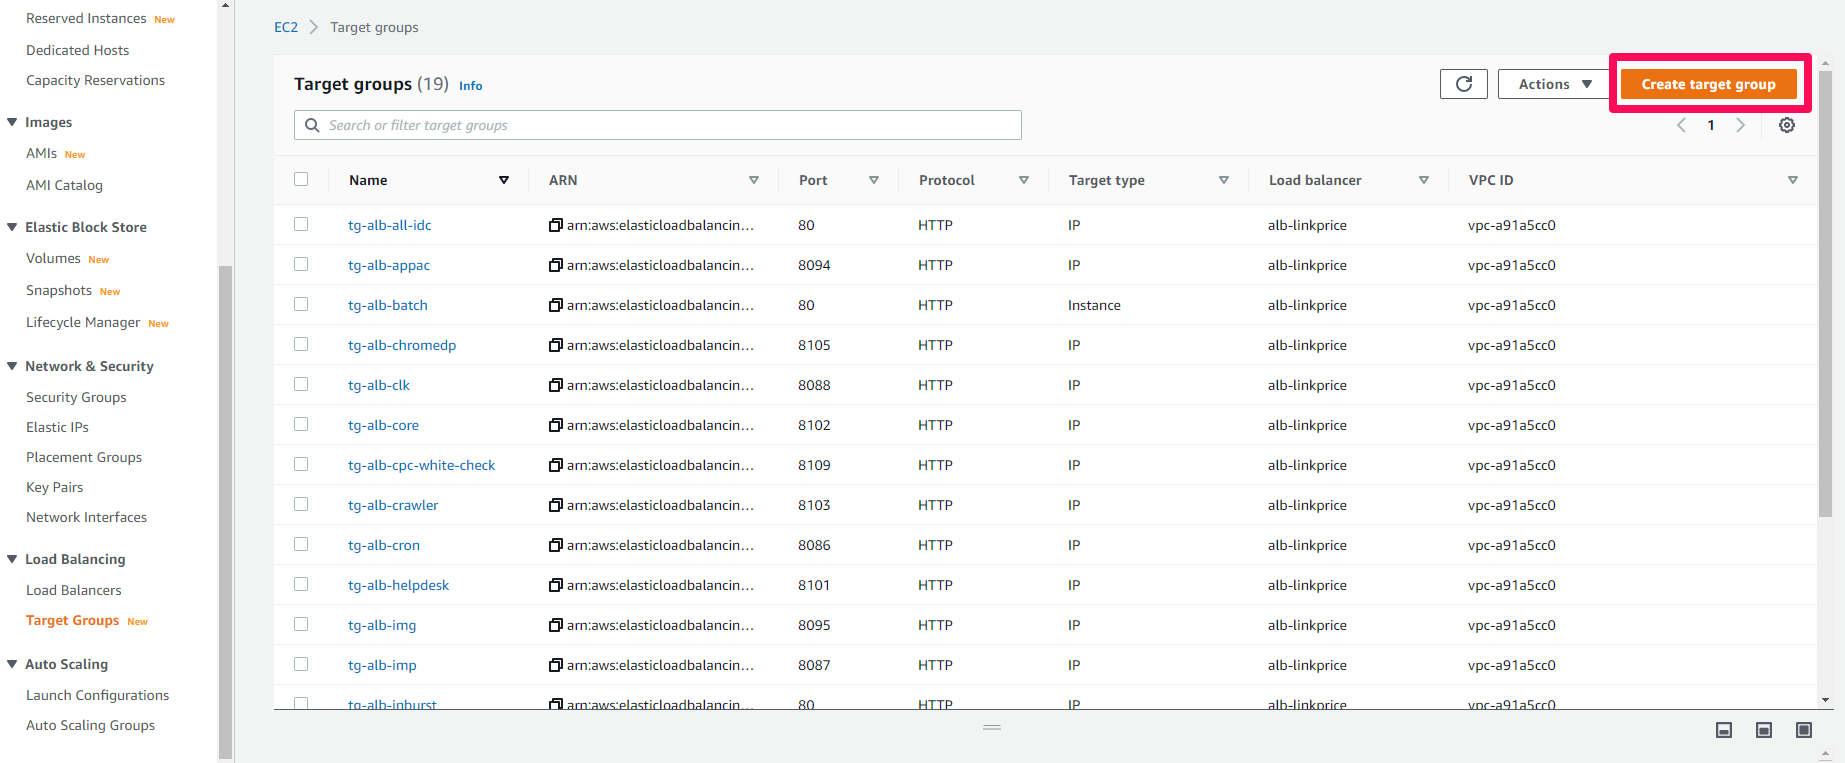 Reserved Instances New
Dedicated Hosts
Capacity Reservations
Images
AMIs New
AMI Catalog
Elastic Block Store
Volumes New
Snapshots New
Lifecycle Manager New
Network & Security
Security Groups
Elastic IPs
Placement Groups
Key Pairs
Network Interfaces
Load Balancing
Load Balancers
Target Groups New
Auto Scaling
Launch Configurations
Auto Scaling Groups
EC2 Target groups
Target groups (19) Info
Actions Create target group
Search or filter target groups
1
Name ARN Port Protocol Target type Load balancer VPC ID
tg-alb-all-idc arn:aws:elasticloadbalancin... 80 HTTP IP alb-linkprice vpc-a91a5cc0
tg-alb-appac arn:aws:elasticloadbalancin... 8094 HTTP IP alb-linkprice vpc-a91a5cc0
tg-alb-batch arn:aws:elasticloadbalancin... 80 HTTP Instance alb-linkprice vpc-a91a5cc0
tg-alb-chromedp arn:aws:elasticloadbalancin... 8105 HTTP IP alb-linkprice vpc-a91a5cc0
tg-alb-clk arn:aws:elasticloadbalancin... 8088 HTTP IP alb-linkprice vpc-a91a5cc0
tg-alb-core arn:aws:elasticloadbalancin... 8102 HTTP IP alb-linkprice vpc-a91a5cc0
tg-alb-cpc-white-check arn:aws:elasticloadbalancin... 8109 HTTP IP alb-linkprice vpc-a91a5cc0
tg-alb-crawler arn:aws:elasticloadbalancin... 8103 HTTP IP alb-linkprice vpc-a91a5cc0
tg-alb-cron arn:aws:elasticloadbalancin... 8086 HTTP IP alb-linkprice vpc-a91a5cc0
tg-alb-helpdesk arn:aws:elasticloadbalancin... 8101 HTTP IP alb-linkprice vpc-a91a5cc0
tg-alb-img arn:aws:elasticloadbalancin... 8095 HTTP IP alb-linkprice vpc-a91a5cc0
tg-alb-imp arn:aws:elasticloadbalancin... 8087 HTTP IP alb-linkprice vpc-a91a5cc0
tg-alb-inburst arn:aws:elasticloadbalancin... 80 HTTP IP alb-linkprice vpc-a91a5cc0